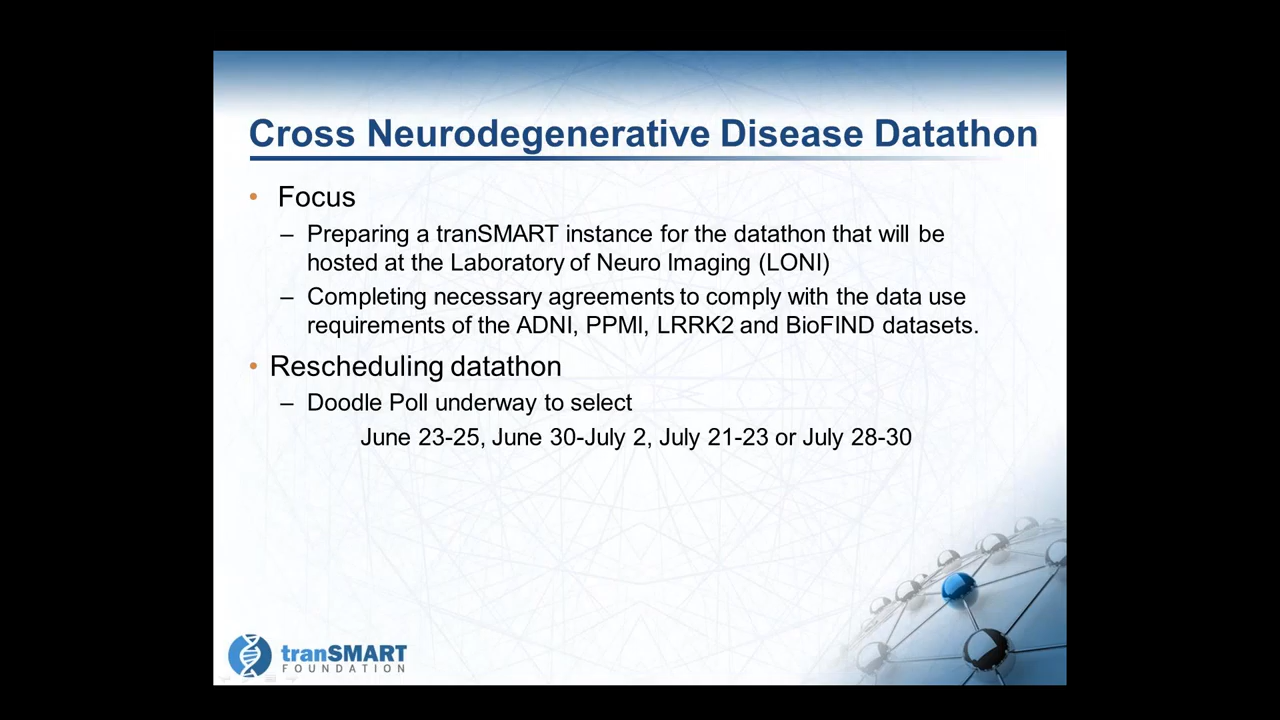 Cross Neurodegenerative Disease Datathon
• Focus
– Preparing a tranSMART instance for the datathon that will be
hosted at the Laboratory of Neuro Imaging (LONI)
– Completing necessary agreements to comply with the data use
requirements of the ADNI, PPMI, LRRK2 and BioFIND datasets.
• Rescheduling datathon
– Doodle Poll underway to select
June 23-25, June 30-July 2, July 21-23 or July 28-30
tranSMART
FOUNDATION